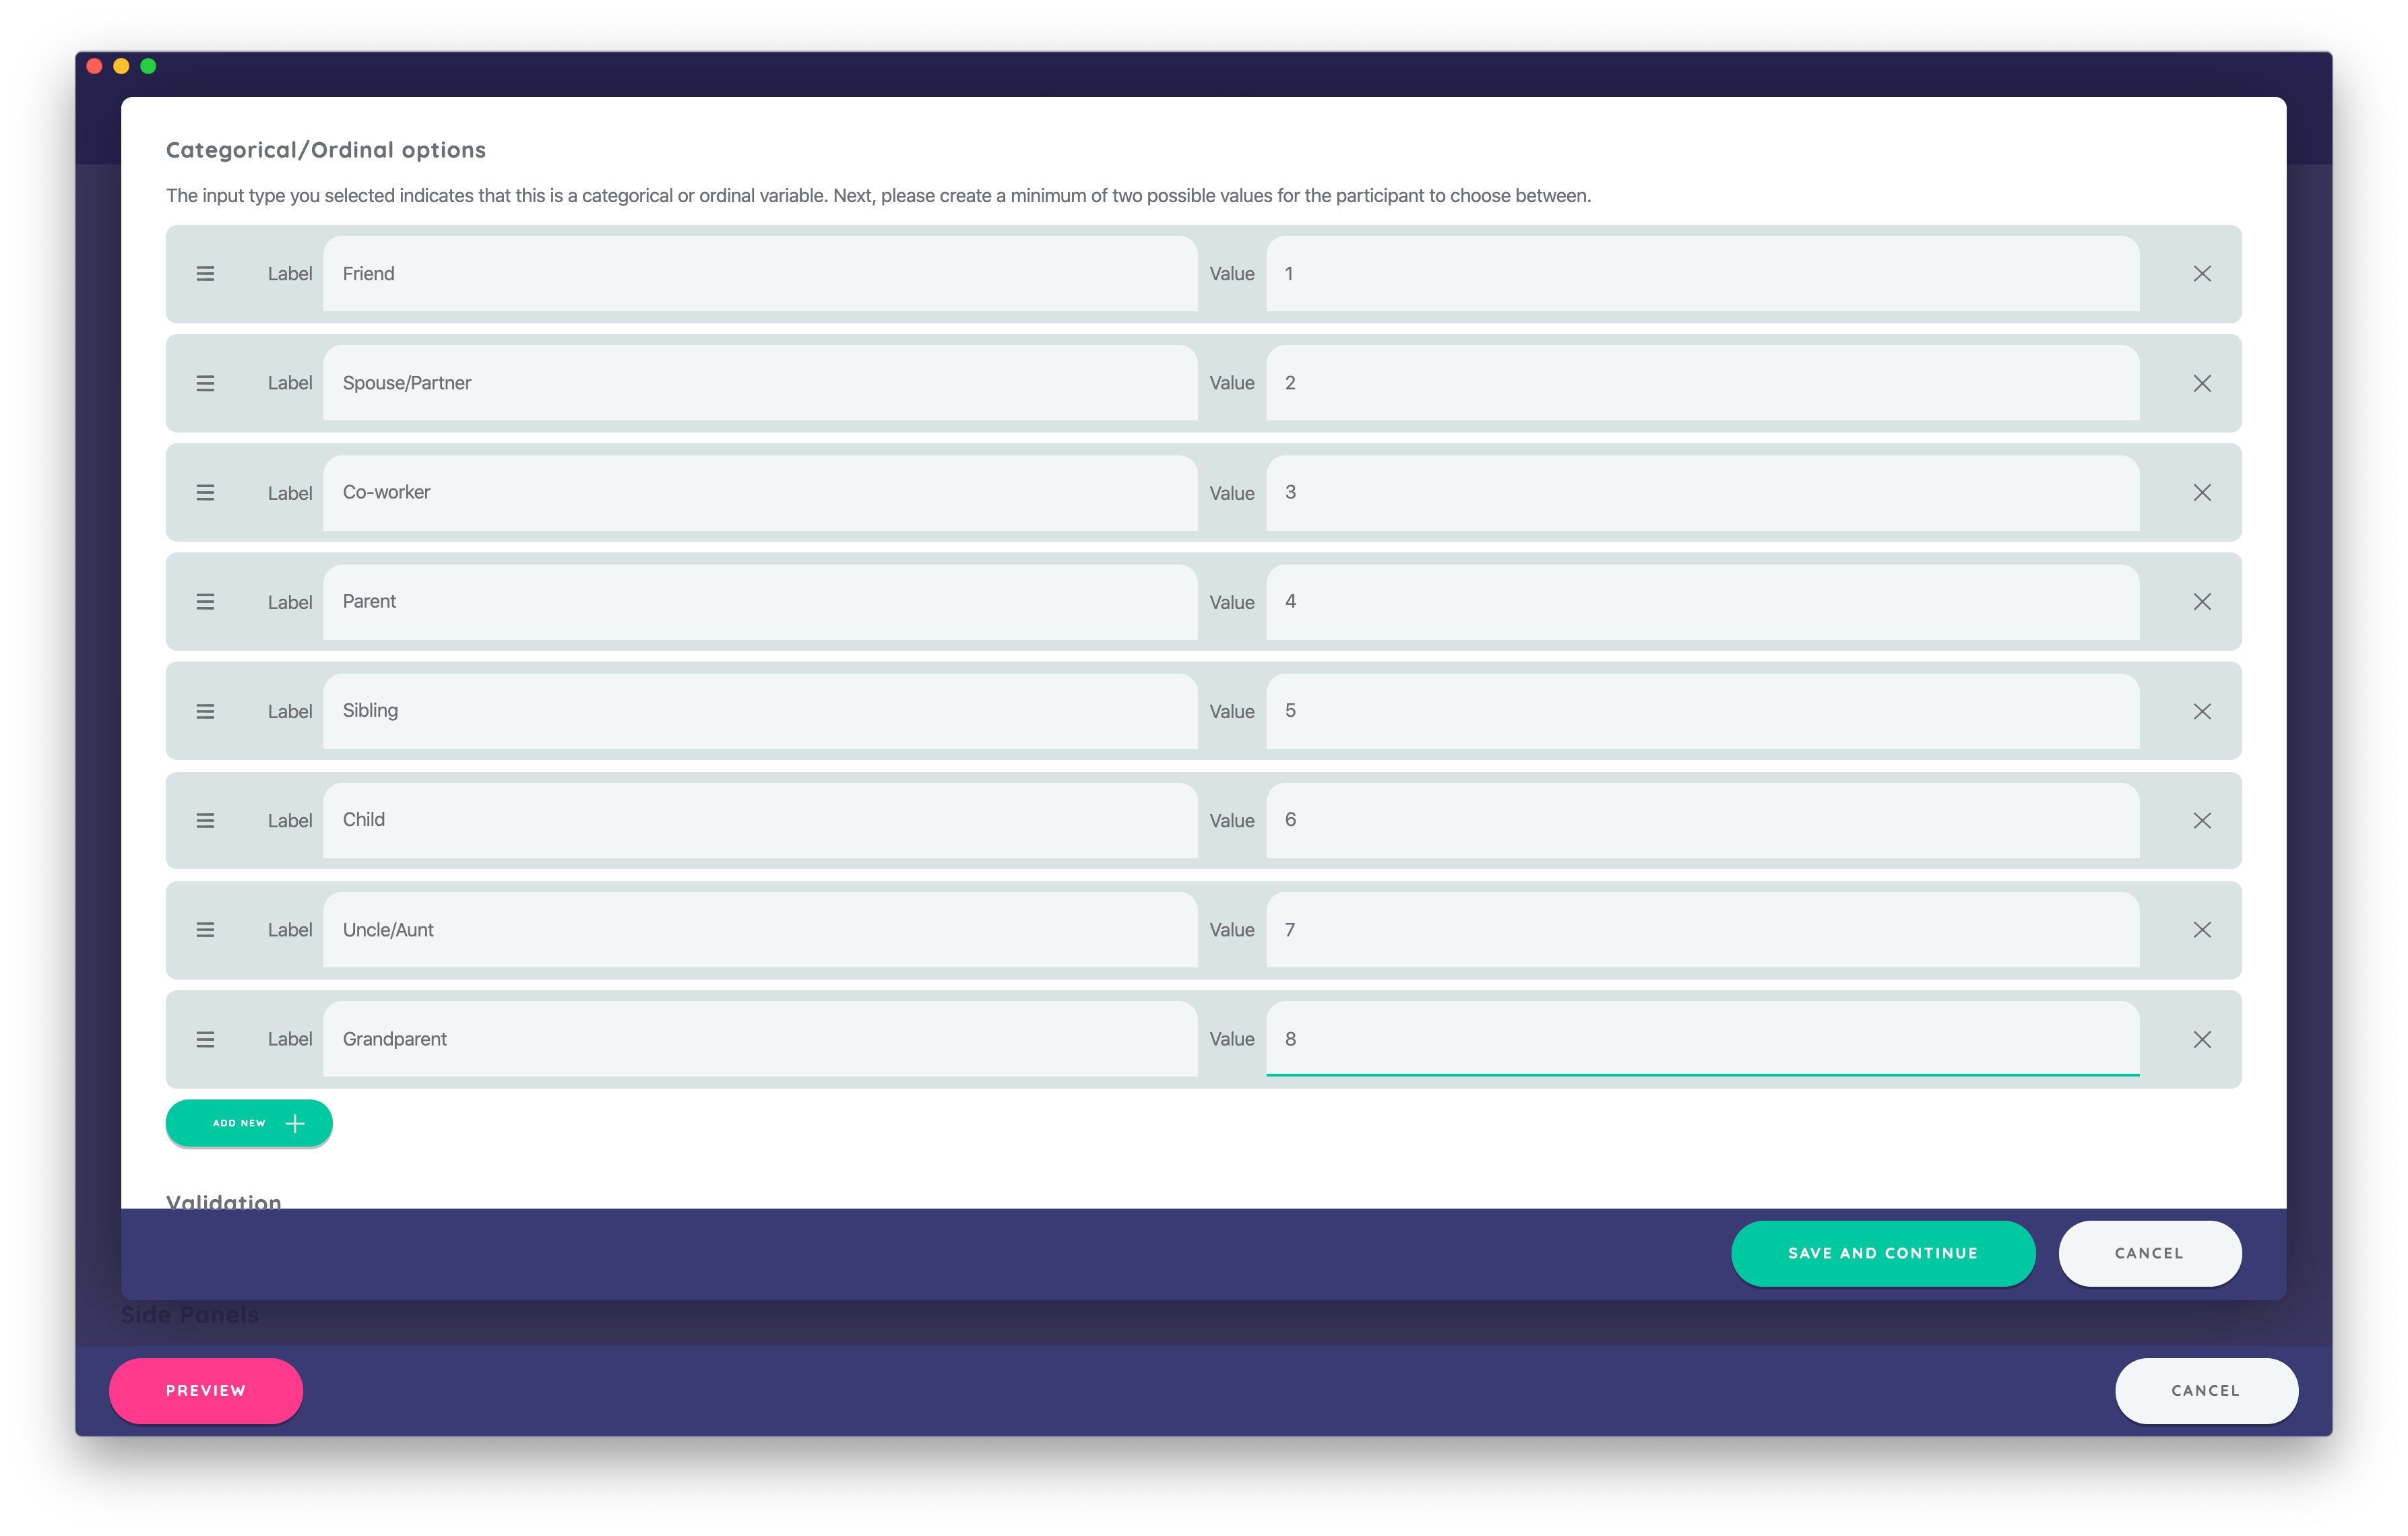 Categorical/Ordinal options
The input type you selected indicates that this is a categorical or ordinal variable. Next, please create a minimum of two possible values for the participant to choose between.
Label Friend Value 1
Label Spouse/Partner Value 2
Label Co-worker Value 3
Label Parent Value 4
Label Sibling Value 5
Label Child Value 6
Label Uncle/Aunt Value 7
Label Grandparent Value 8
ADD NEW
Validation
SAVE AND CONTINUE CANCEL
Side Panels
PREVIEW CANCEL